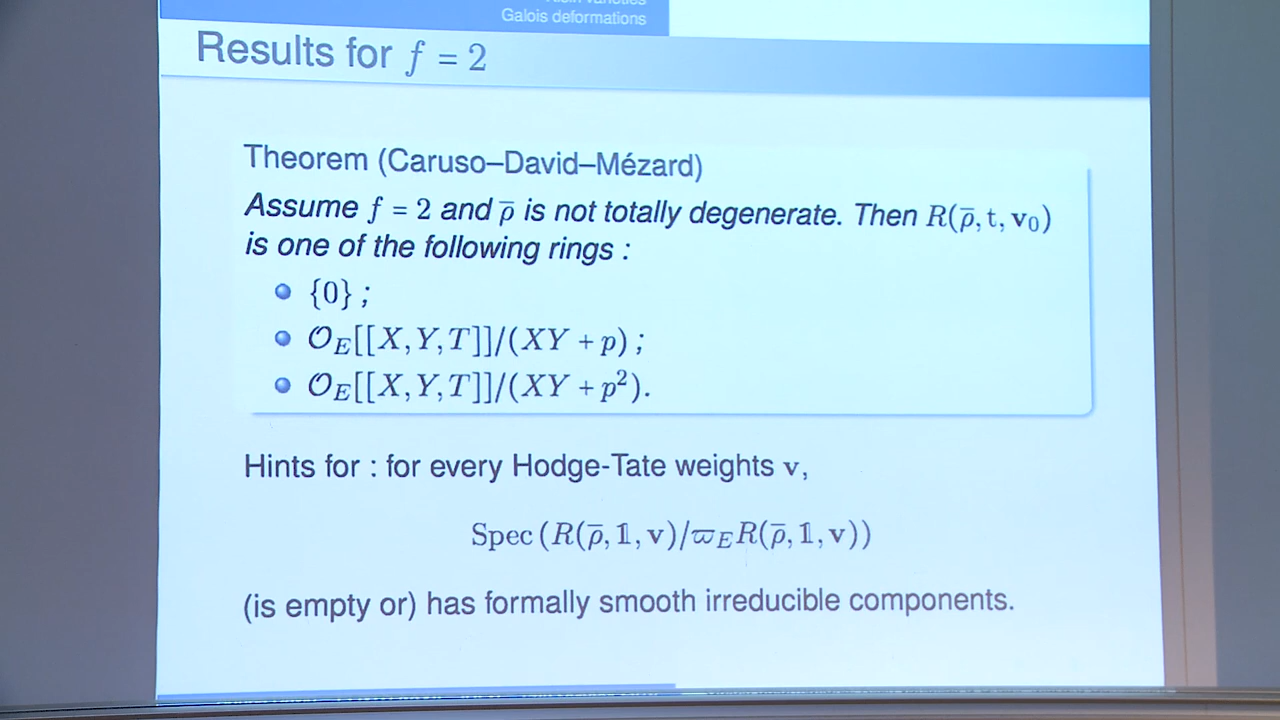 Galois deformations
Results for f = 2
Theorem (Caruso–David–Mézard)
Assume f = 2 and ρ̄ is not totally degenerate. Then R(ρ̄, t, v₀)
is one of the following rings :
{0} ;
𝒪_E[[X, Y, T]]/(XY + p) ;
𝒪_E[[X, Y, T]]/(XY + p²).
Hints for : for every Hodge-Tate weights v,
Spec (R(ρ̄, 𝟙, v)/ϖ_E R(ρ̄, 𝟙, v))
(is empty or) has formally smooth irreducible components.